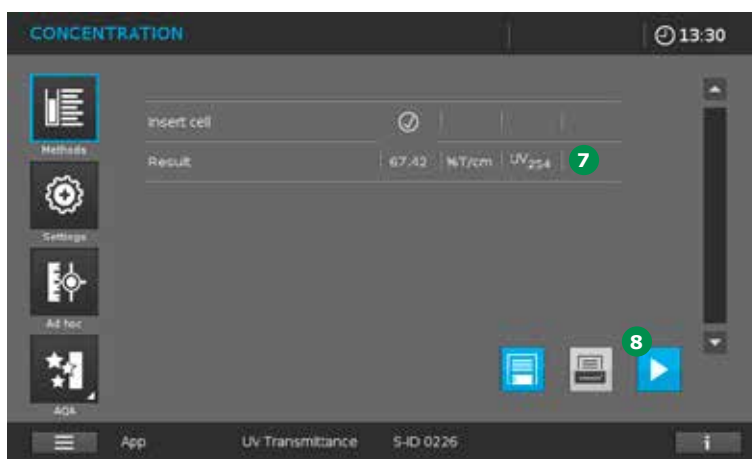 CONCENTRATION 13:30
Methods
Insert cell
Result 67.42 %T/cm UV254 7
Settings
Ad hoc
8
AQA
App UV Transmittance S-ID 0226 i